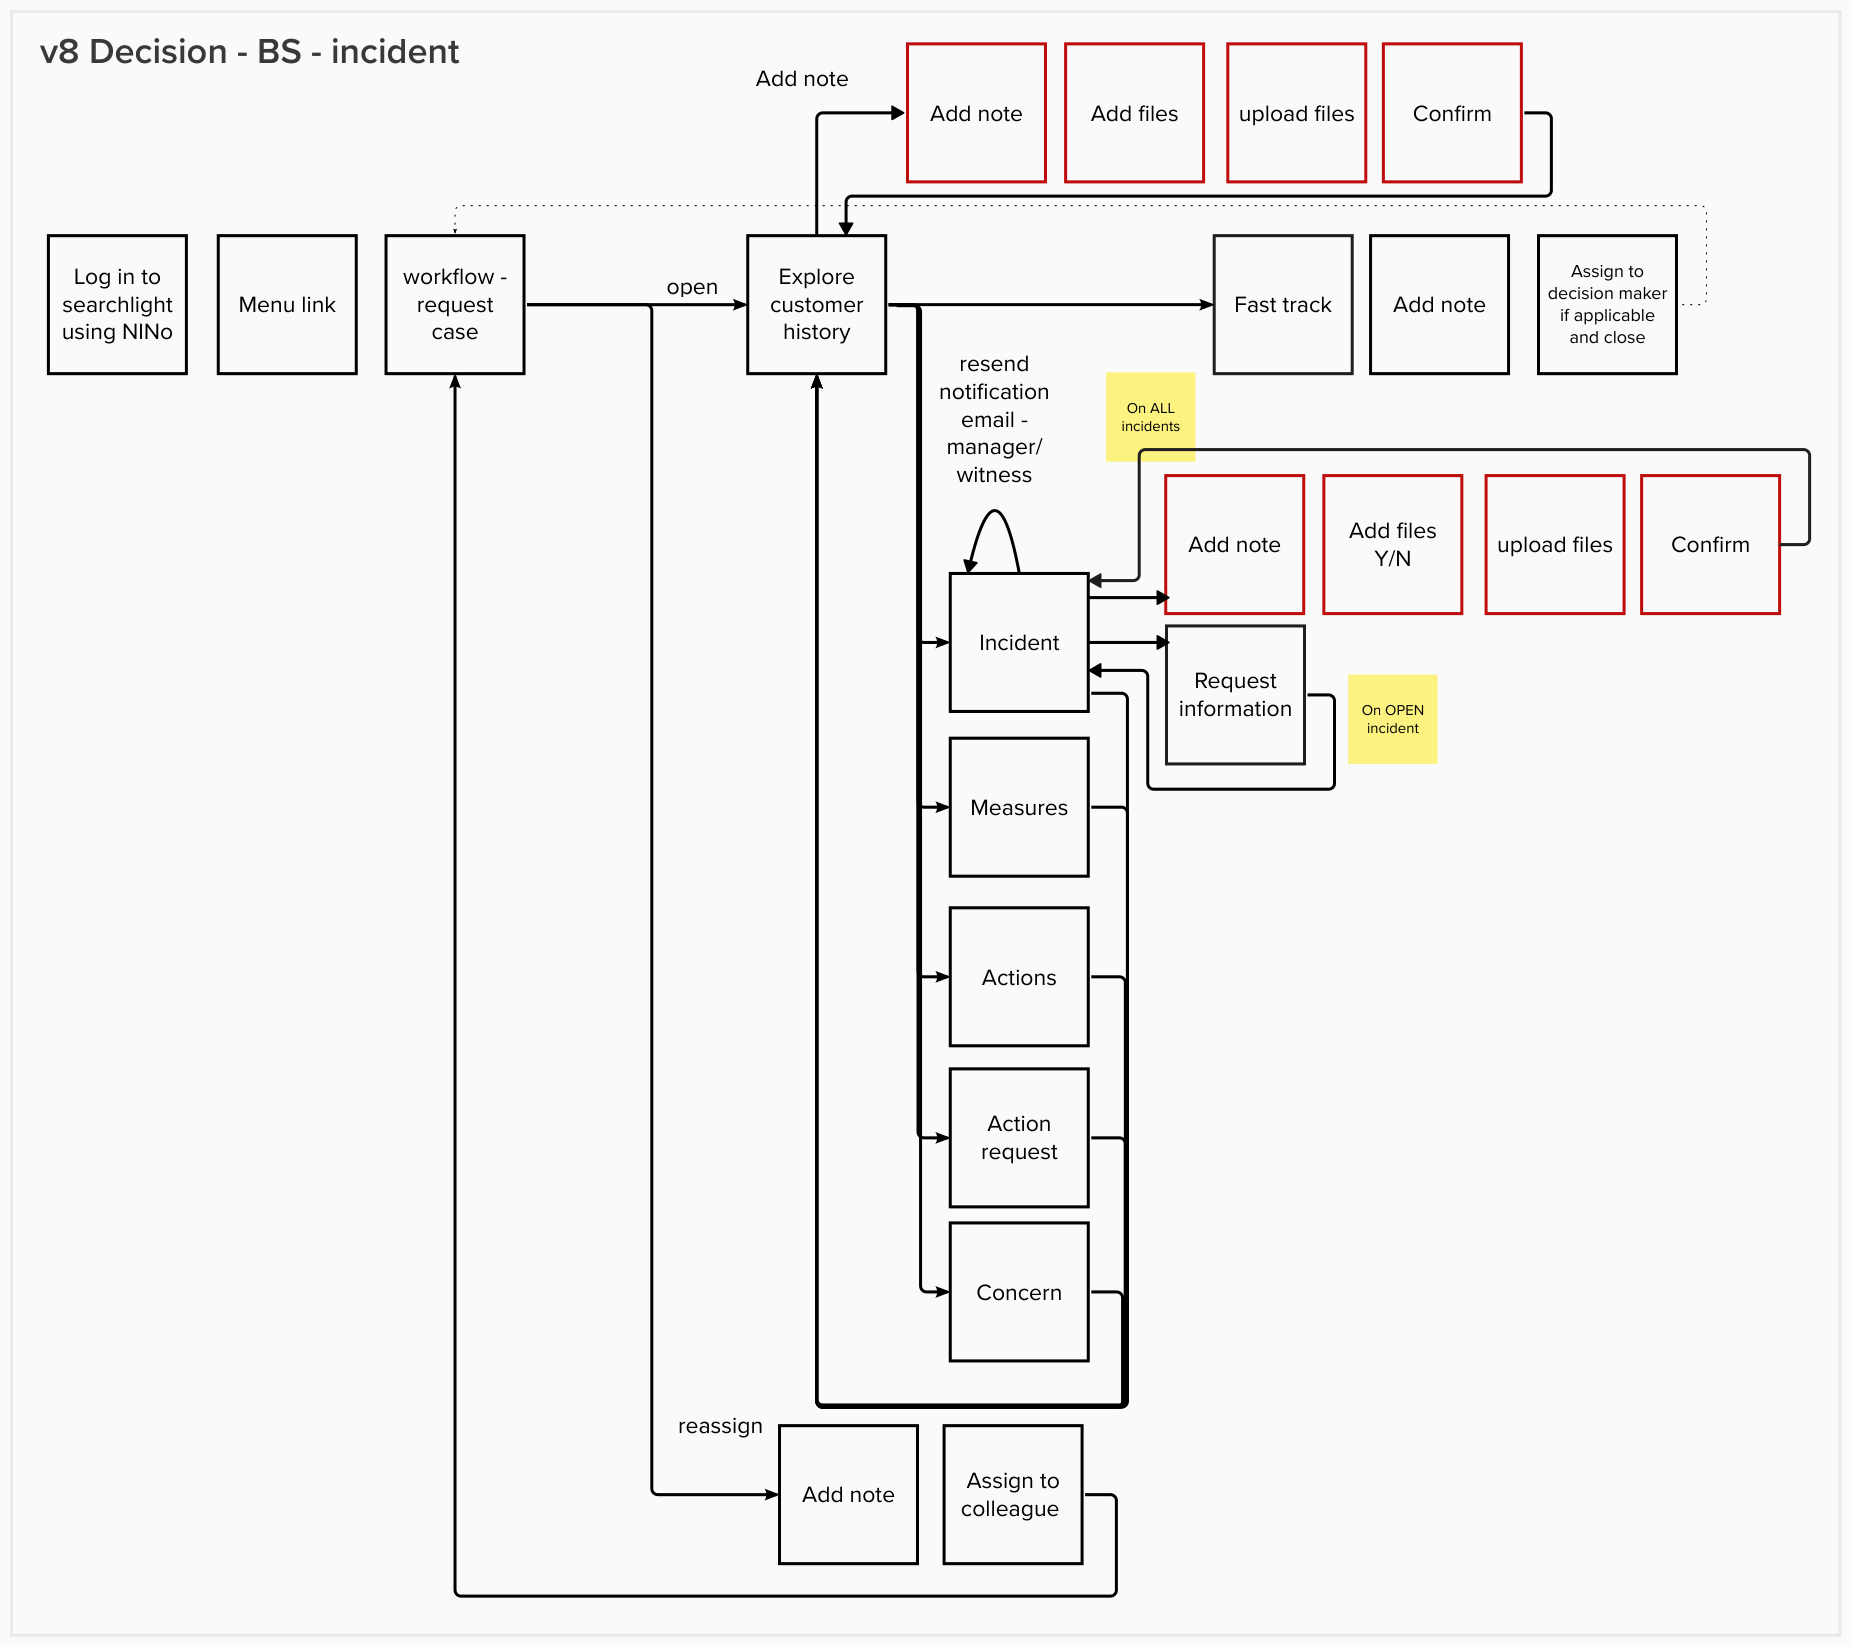 v8 Decision - BS - incident
Add note
Add note
Add files
upload files
Confirm
Log in to
searchlight
using NINo
Menu link
workflow -
request
case
open
Explore
customer
history
Fast track
Add note
Assign to
decision maker
if applicable
and close
resend
notification
email -
manager/
witness
On ALL
incidents
Add note
Add files
Y/N
upload files
Confirm
Incident
Request
information
On OPEN
incident
Measures
Actions
Action
request
Concern
reassign
Add note
Assign to
colleague